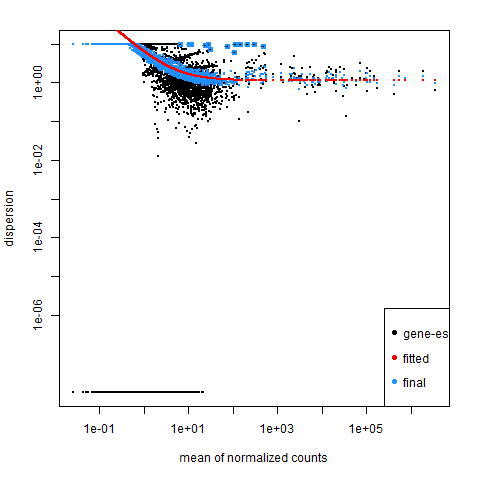 1e+00
1e-02
1e-04
1e-06
dispersion
gene-es
fitted
final
1e-01
1e+01
1e+03
1e+05
mean of normalized counts